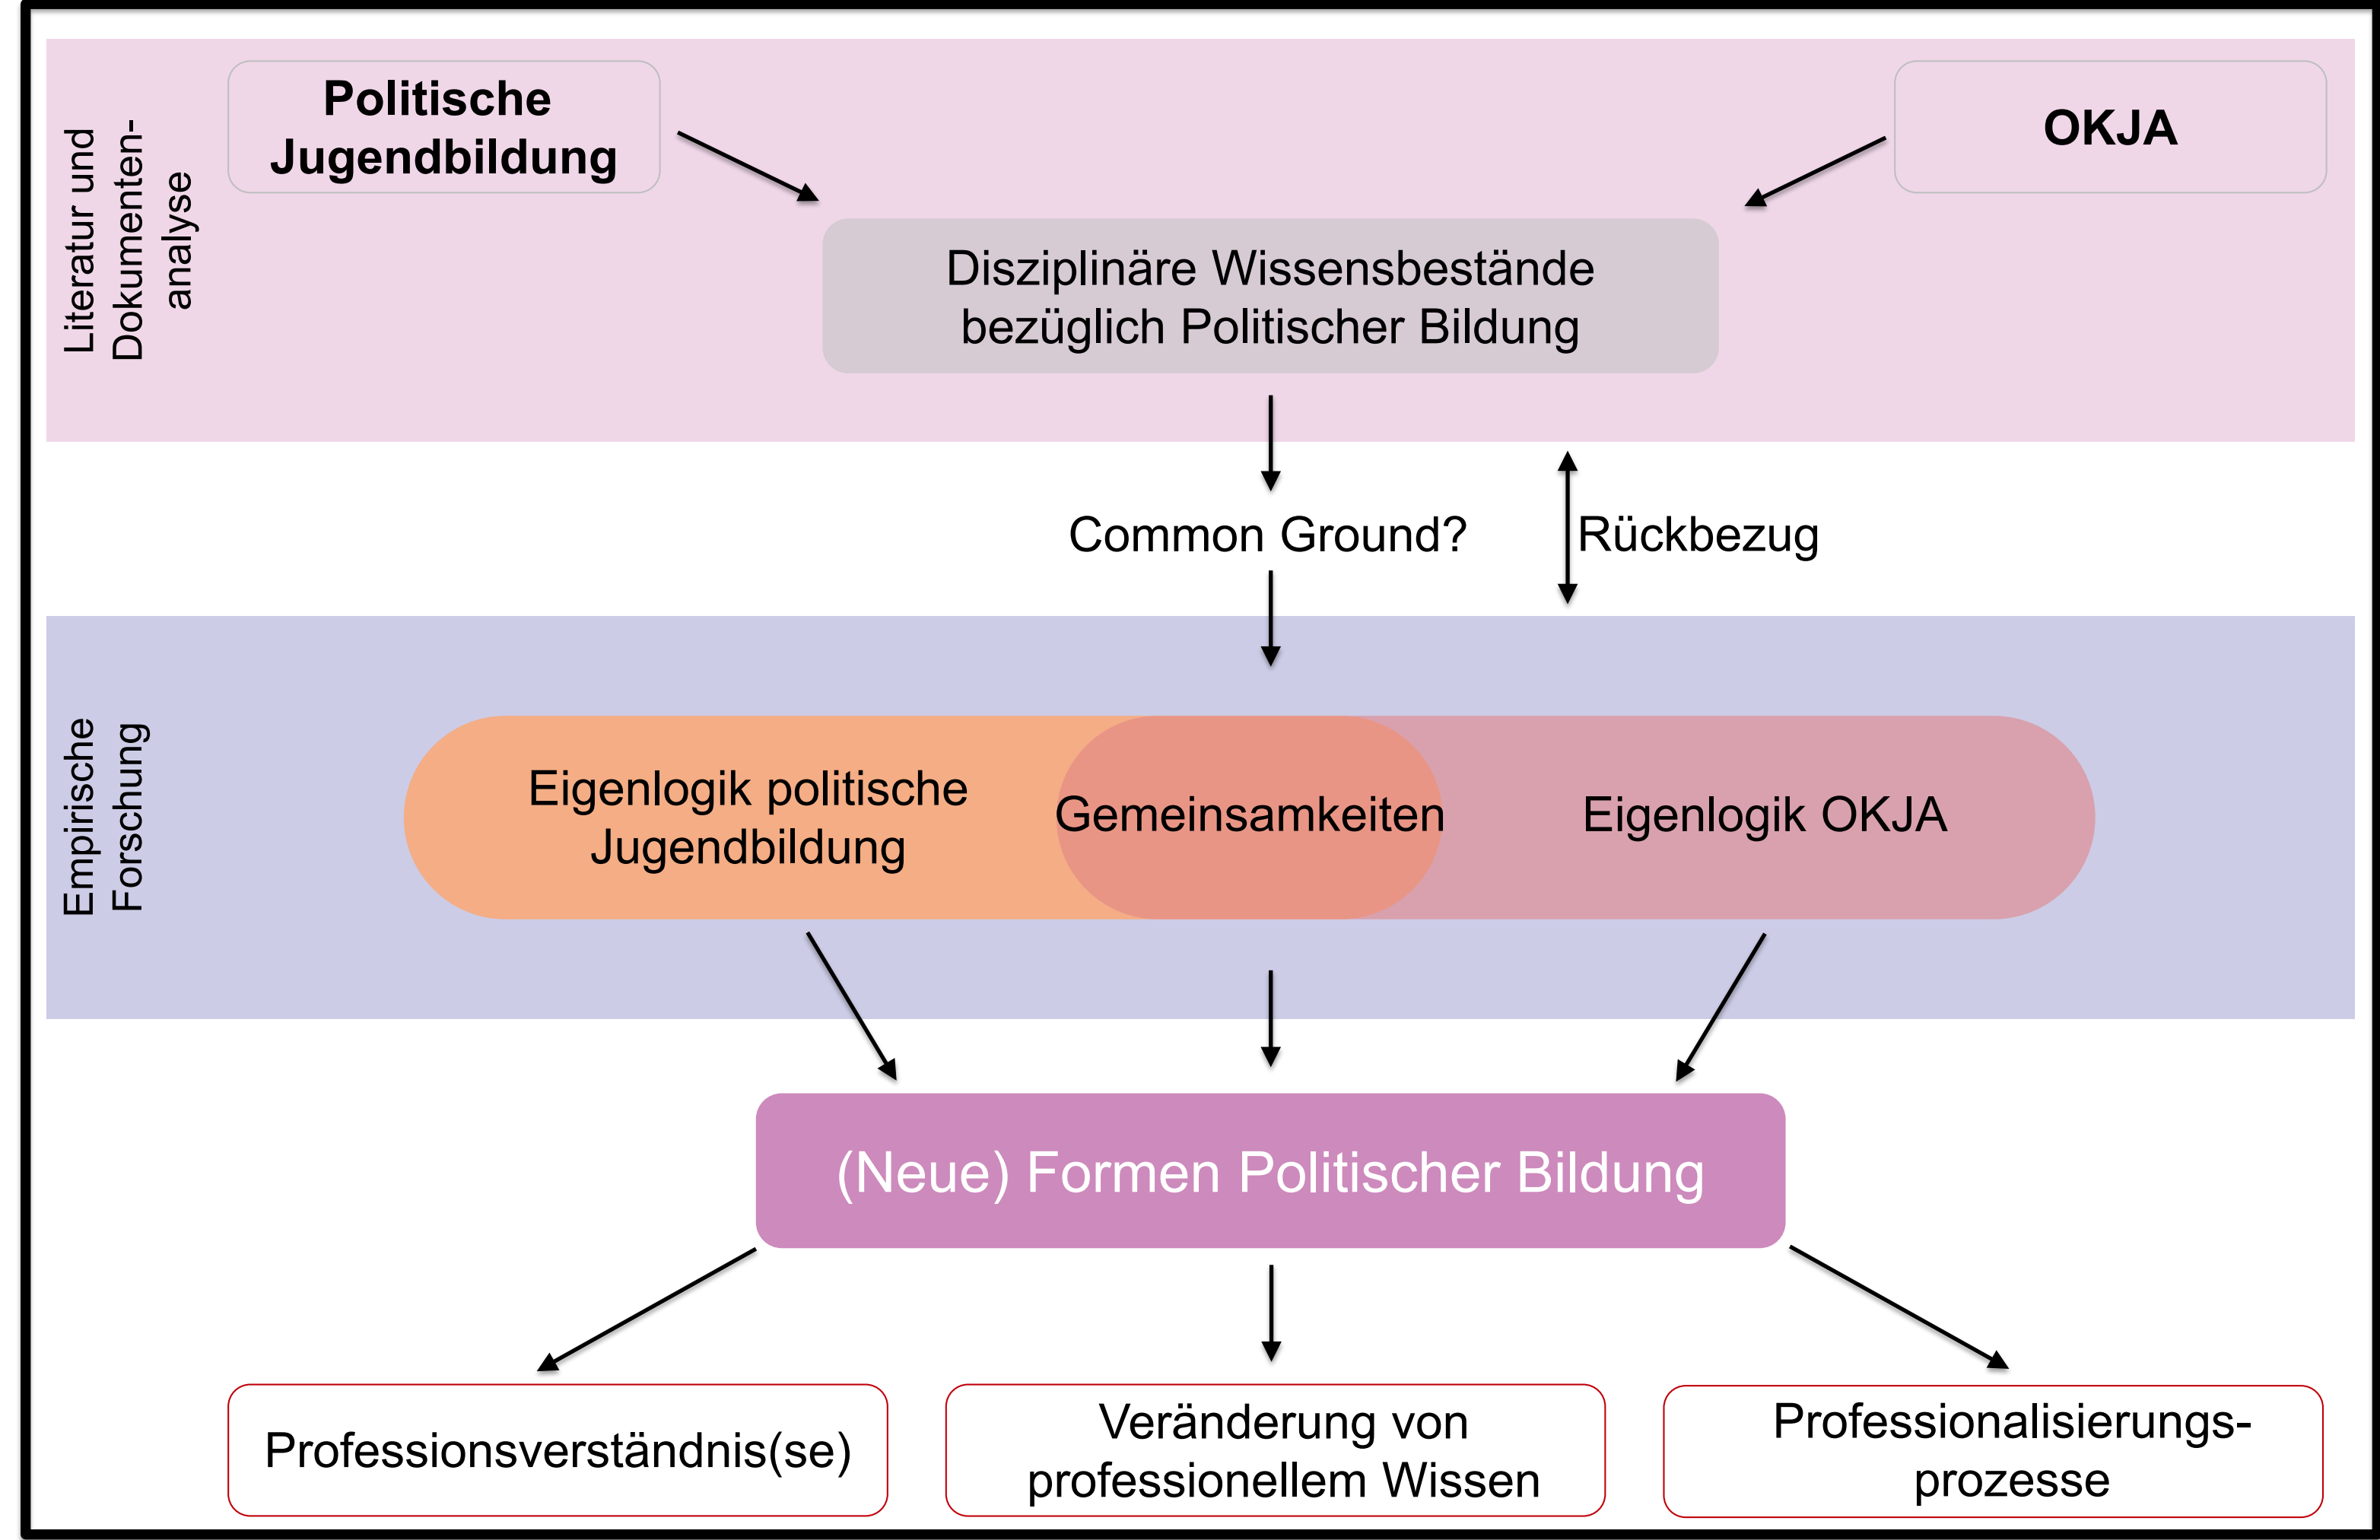 Literatur und
Dokumenten-
analyse
Politische
Jugendbildung
OKJA
Disziplinäre Wissensbestände
bezüglich Politischer Bildung
Common Ground?
Rückbezug
Empirische
Forschung
Eigenlogik politische
Jugendbildung
Gemeinsamkeiten
Eigenlogik OKJA
(Neue) Formen Politischer Bildung
Professionsverständnis(se)
Veränderung von
professionellem Wissen
Professionalisierungs-
prozesse